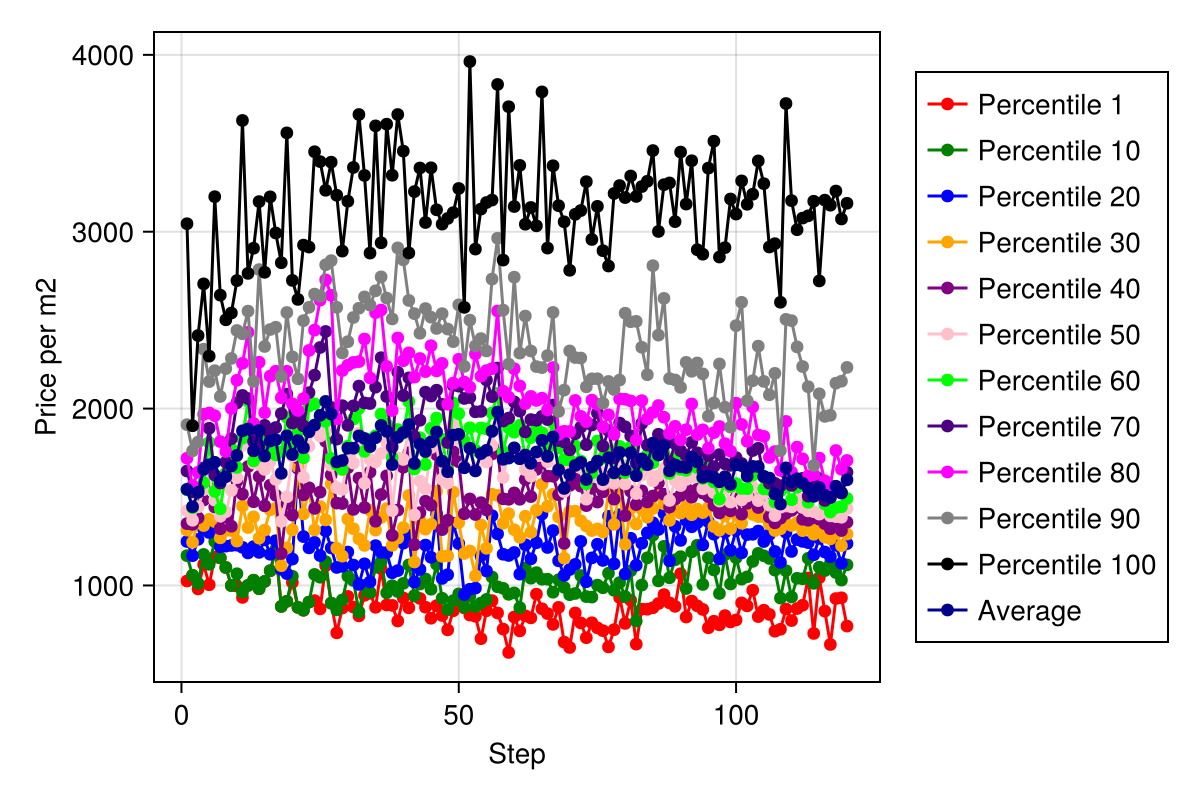 4000
3000
2000
1000
Price per m2
0
50
100
Step
Percentile 1
Percentile 10
Percentile 20
Percentile 30
Percentile 40
Percentile 50
Percentile 60
Percentile 70
Percentile 80
Percentile 90
Percentile 100
Average